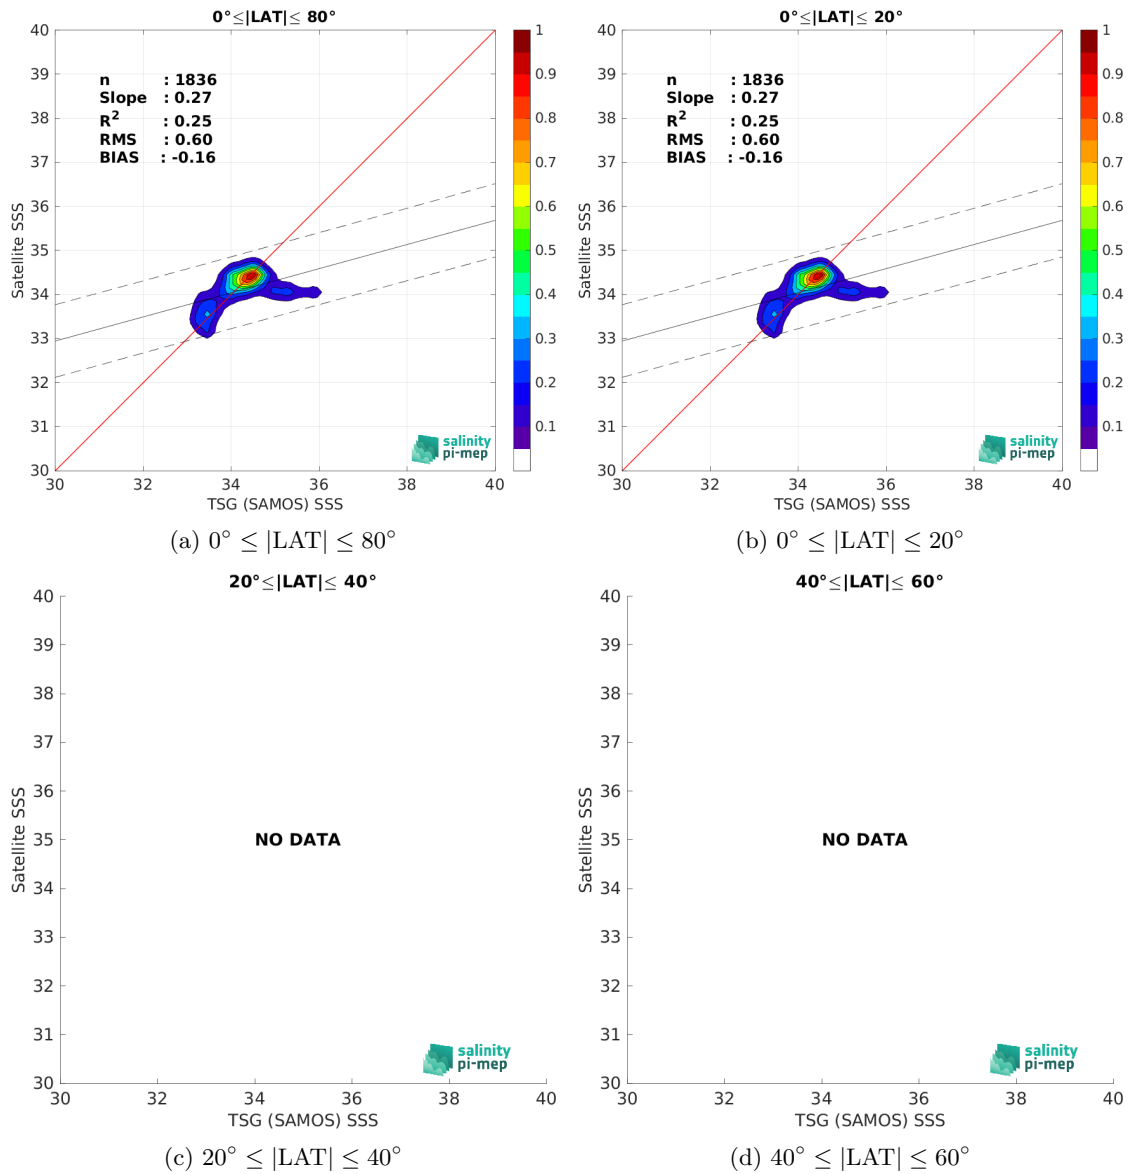 0°≤|LAT|≤ 80°
40
39
38
37
36
35
34
33
32
31
30
Satellite SSS
n : 1836
Slope : 0.27
R² : 0.25
RMS : 0.60
BIAS : -0.16
salinity
pi-mep
30 32 34 36 38 40
TSG (SAMOS) SSS
1
0.9
0.8
0.7
0.6
0.5
0.4
0.3
0.2
0.1
(a) 0° ≤ |LAT| ≤ 80°
0°≤|LAT|≤ 20°
40
39
38
37
36
35
34
33
32
31
30
Satellite SSS
n : 1836
Slope : 0.27
R² : 0.25
RMS : 0.60
BIAS : -0.16
salinity
pi-mep
30 32 34 36 38 40
TSG (SAMOS) SSS
1
0.9
0.8
0.7
0.6
0.5
0.4
0.3
0.2
0.1
(b) 0° ≤ |LAT| ≤ 20°
20°≤|LAT|≤ 40°
40
39
38
37
36
35
34
33
32
31
30
Satellite SSS
NO DATA
salinity
pi-mep
30 32 34 36 38 40
TSG (SAMOS) SSS
(c) 20° ≤ |LAT| ≤ 40°
40°≤|LAT|≤ 60°
40
39
38
37
36
35
34
33
32
31
30
Satellite SSS
NO DATA
salinity
pi-mep
30 32 34 36 38 40
TSG (SAMOS) SSS
(d) 40° ≤ |LAT| ≤ 60°